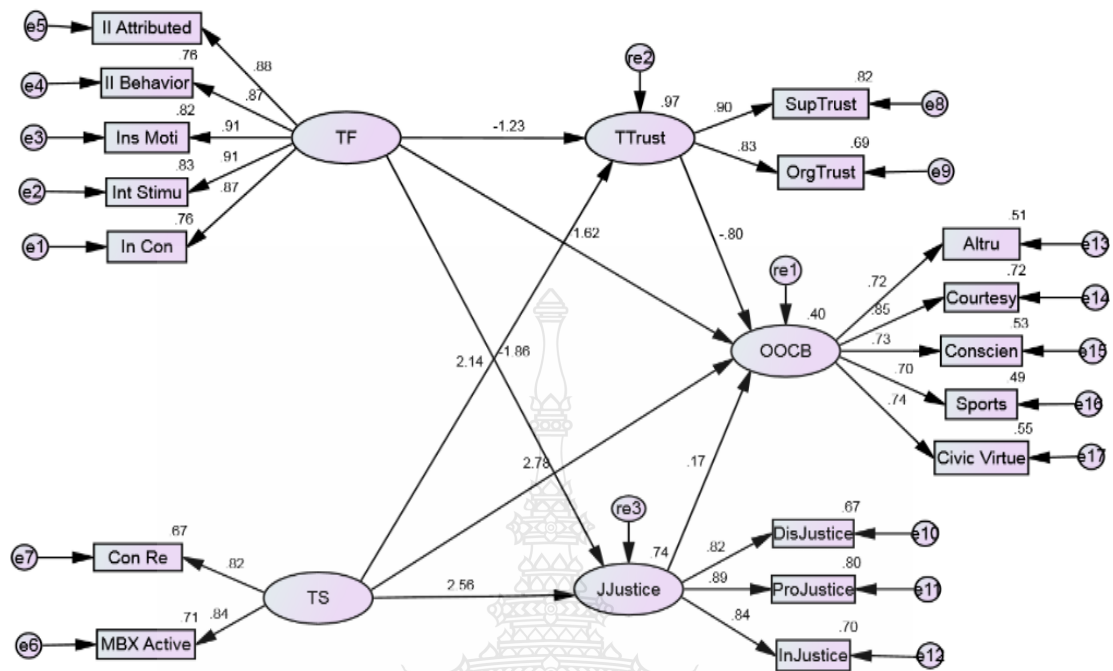 e5
II Attributed
.76
.88
e4
II Behavior
.87
.82
e3
Ins Moti
.91
.83
.91
e2
Int Stimu
.87
.76
e1
In Con
TF
-1.23
re2
.97
TTrust
.90
.82
SupTrust
e8
.83
.69
OrgTrust
e9
1.62
-.80
re1
.40
OOCB
.51
Altru
e13
.72
.72
Courtesy
e14
.85
.53
Conscien
e15
.73
.49
Sports
e16
.70
.55
Civic Virtue
e17
.74
2.14
-1.86
2.78
.17
67
e7
Con Re
.82
TS
2.56
.71
.84
e6
MBX Active
re3
.74
JJustice
.67
DisJustice
e10
.82
.80
ProJustice
e11
.89
.70
InJustice
e12
.84